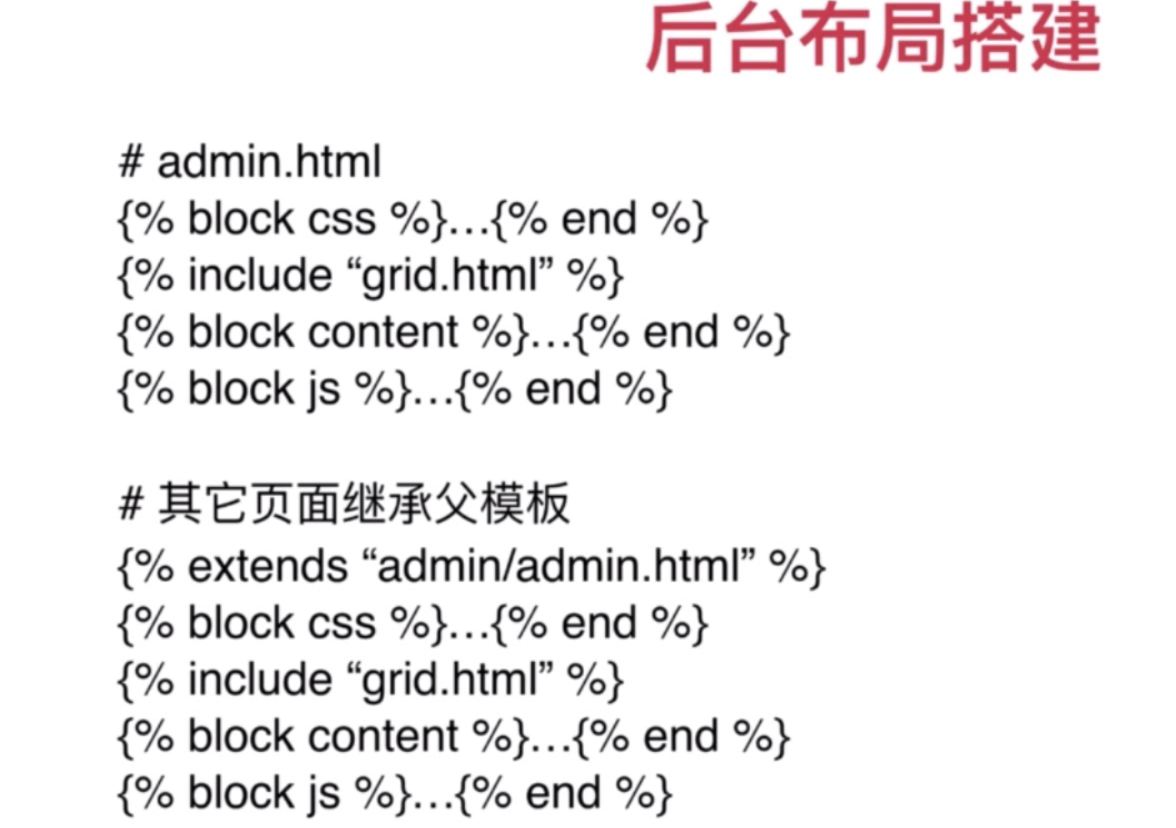 后台布局搭建
# admin.html
{% block css %}…{% end %}
{% include “grid.html” %}
{% block content %}…{% end %}
{% block js %}…{% end %}
# 其它页面继承父模板
{% extends “admin/admin.html” %}
{% block css %}…{% end %}
{% include “grid.html” %}
{% block content %}…{% end %}
{% block js %}…{% end %}